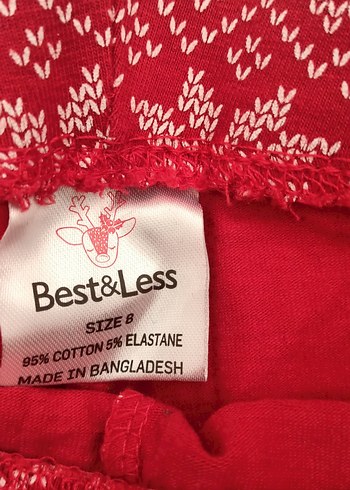 Best&Less
SIZE 8
95% COTTON 5% ELASTANE
MADE IN BANGLADESH